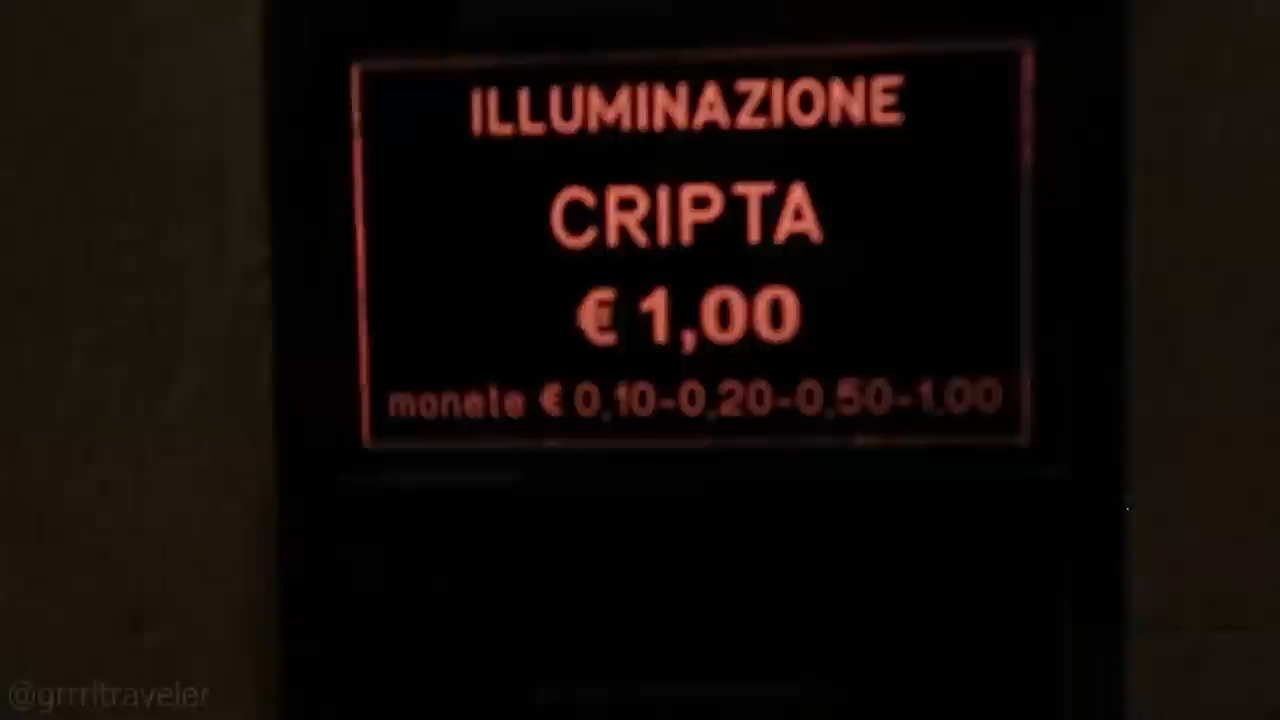 ILLUMINAZIONE
CRIPTA
€ 1,00
monete € 0,10-0,20-0,50-1,00
@grrrltraveler